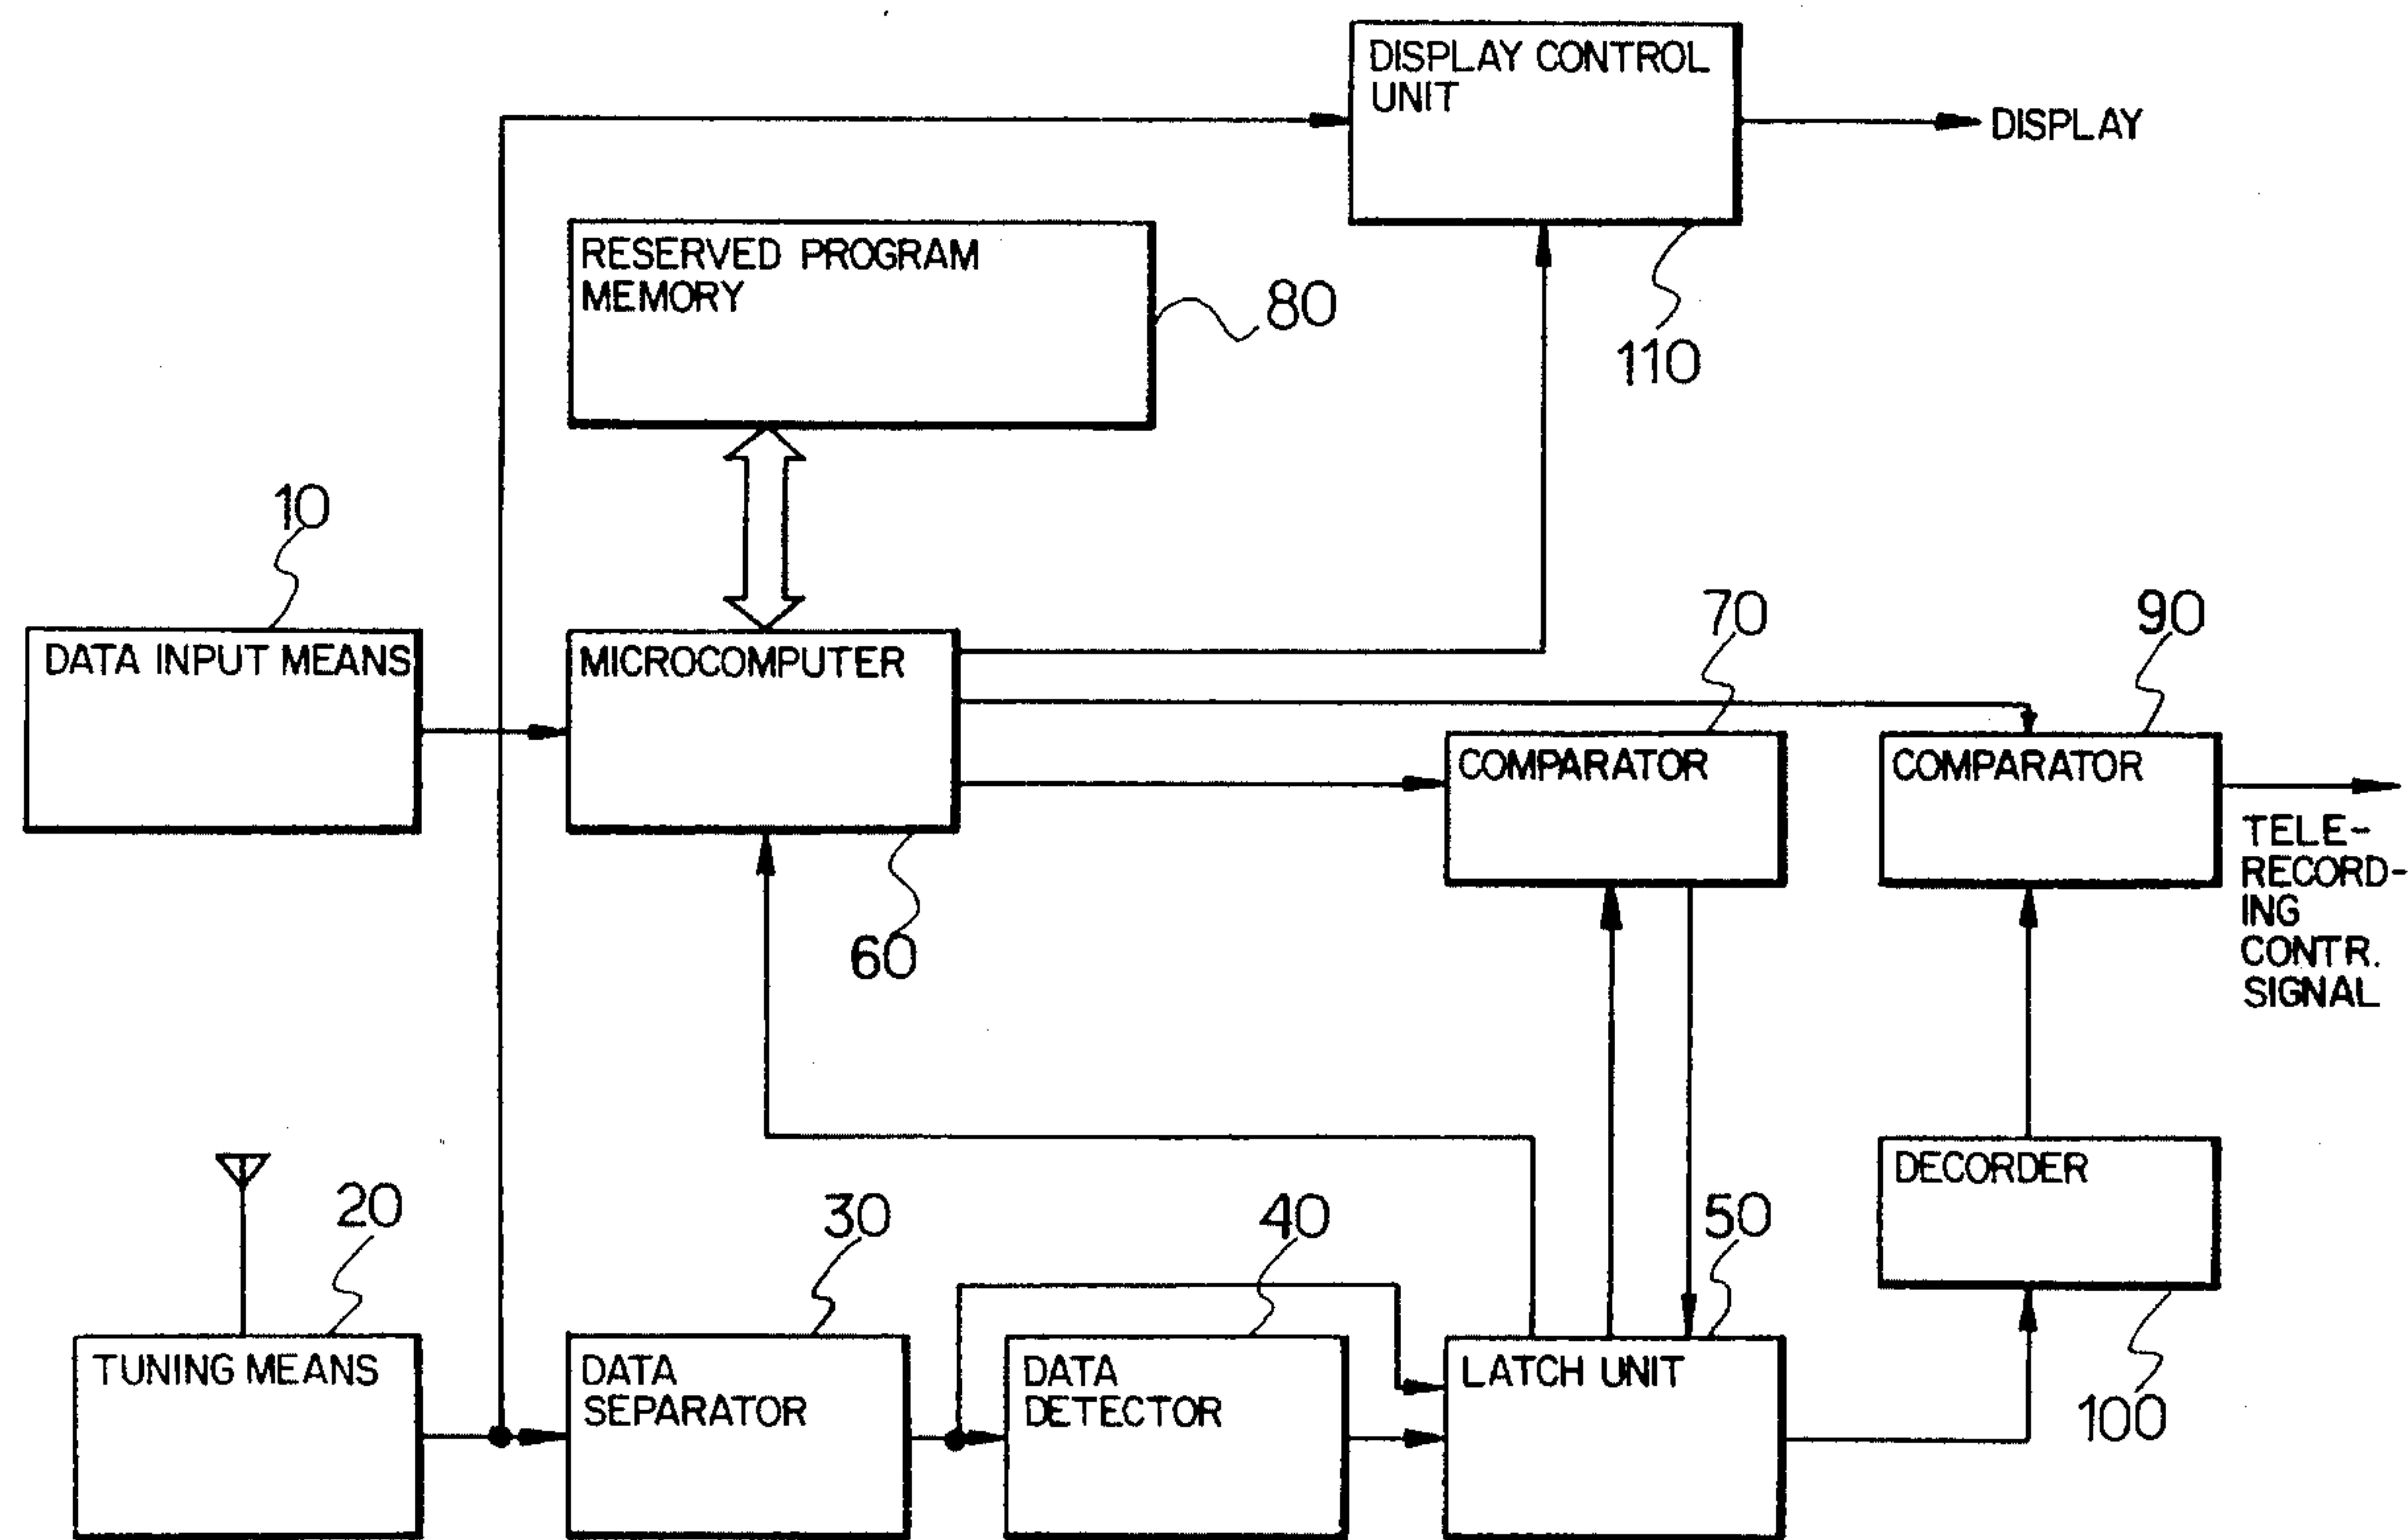 DISPLAY CONTROL
UNIT
DISPLAY
110
RESERVED PROGRAM
MEMORY
80
10
DATA INPUT MEANS
MICROCOMPUTER
60
70
COMPARATOR
90
COMPARATOR
TELE-
RECORD-
ING
CONTR.
SIGNAL
DECORDER
100
20
TUNING MEANS
30
DATA
SEPARATOR
40
DATA
DETECTOR
50
LATCH UNIT